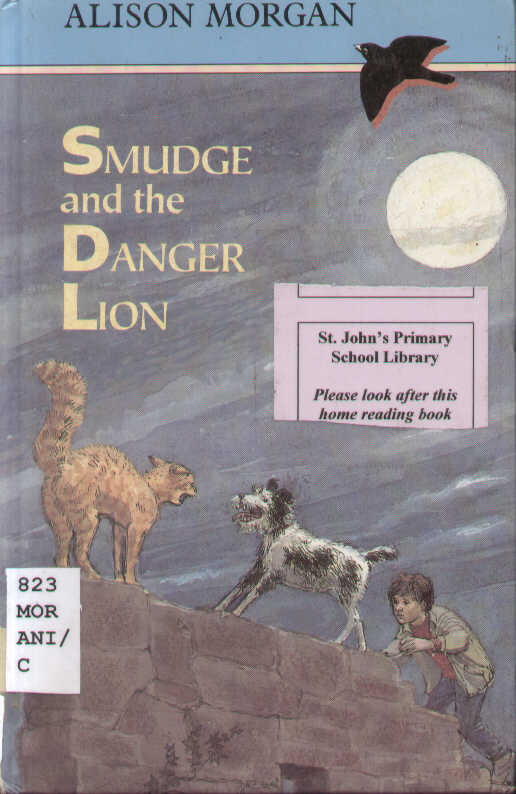 ALISON MORGAN
SMUDGE
and the
DANGER
LION
St. John's Primary
School Library
Please look after this
home reading book
823
MOR
ANI/
C